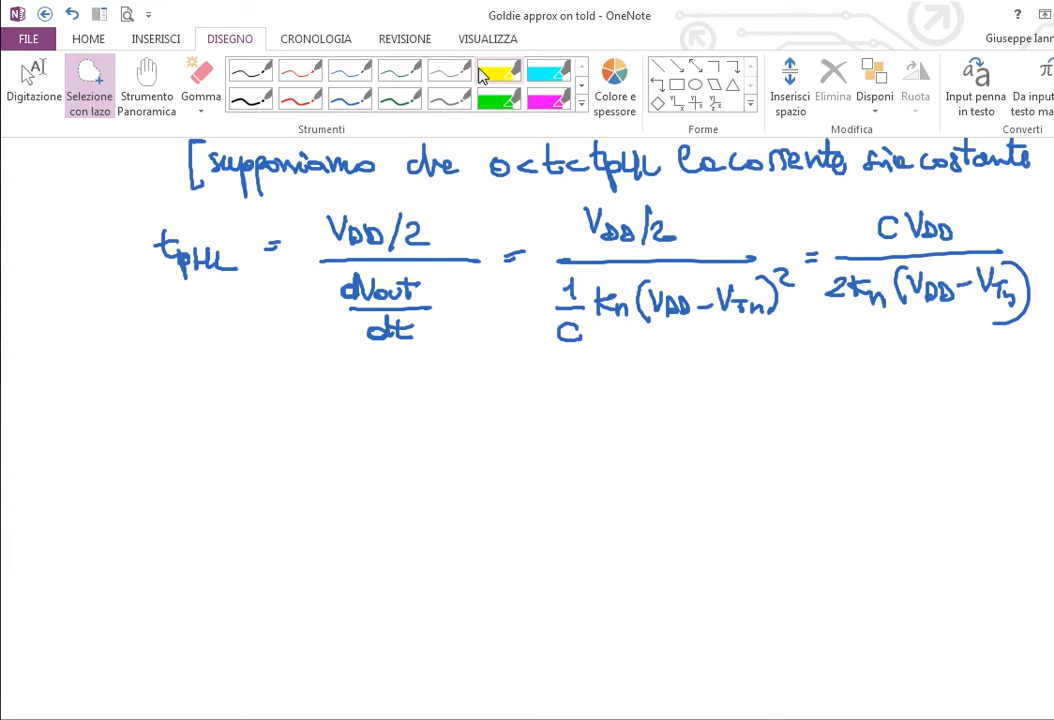 Goldie approx on told - OneNote
?
FILE HOME INSERISCI DISEGNO CRONOLOGIA REVISIONE VISUALIZZA
Giuseppe Iann
Digitazione
Selezione con lazo
Strumento Panoramica
Gomma
Colore e spessore
Inserisci spazio
Elimina
Disponi
Ruota
Input penna in testo
Da input
testo ma
Strumenti
Forme
Modifica
Converti
[supponiamo che 0<t<tpHL la corrente sia costante
tpHL = (VDD/2)/(dVout/dt) = (VDD/2)/(1/C Kn(VDD-VTn)²) = C VDD/(2Kn(VDD-VTn)